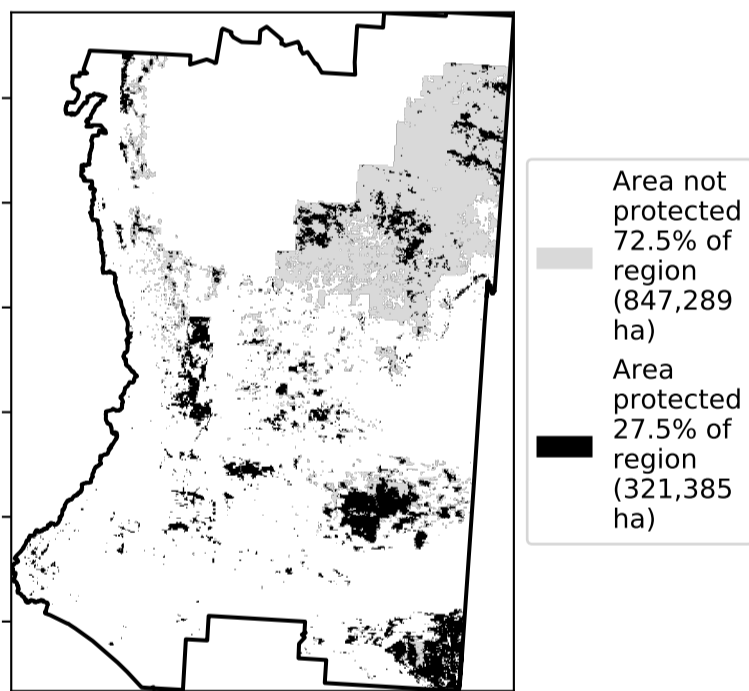 Area not
protected
72.5% of
region
(847,289
ha)
Area
protected
27.5% of
region
(321,385
ha)